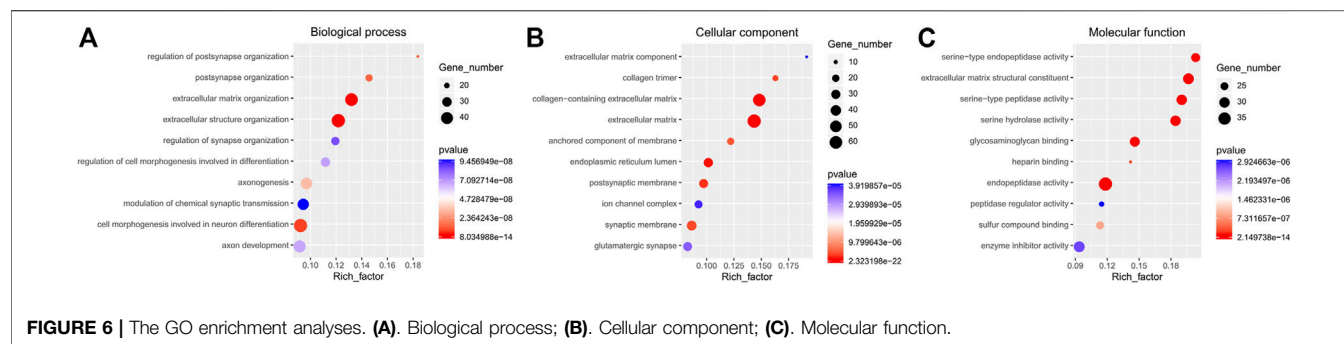 A
Biological process
regulation of postsynapse organization
postsynapse organization
extracellular matrix organization
extracellular structure organization
regulation of synapse organization
regulation of cell morphogenesis involved in differentiation
axonogenesis
modulation of chemical synaptic transmission
cell morphogenesis involved in neuron differentiation
axon development
0.10 0.12 0.14 0.16 0.18
Rich_factor
Gene_number
20
30
40
pvalue
9.456949e-08
7.092714e-08
4.728479e-08
2.364243e-08
8.034988e-14
B
Cellular component
extracellular matrix component
collagen trimer
collagen-containing extracellular matrix
extracellular matrix
anchored component of membrane
endoplasmic reticulum lumen
postsynaptic membrane
ion channel complex
synaptic membrane
glutamatergic synapse
0.100 0.125 0.150 0.175
Rich_factor
Gene_number
10
20
30
40
50
60
pvalue
3.919857e-05
2.939893e-05
1.959929e-05
9.799643e-06
2.323198e-22
C
Molecular function
serine-type endopeptidase activity
extracellular matrix structural constituent
serine-type peptidase activity
serine hydrolase activity
glycosaminoglycan binding
heparin binding
endopeptidase activity
peptidase regulator activity
sulfur compound binding
enzyme inhibitor activity
0.09 0.12 0.15 0.18
Rich_factor
Gene_number
25
30
35
pvalue
2.924663e-06
2.193497e-06
1.462331e-06
7.311657e-07
2.149738e-14
FIGURE 6 | The GO enrichment analyses. (A). Biological process; (B). Cellular component; (C). Molecular function.